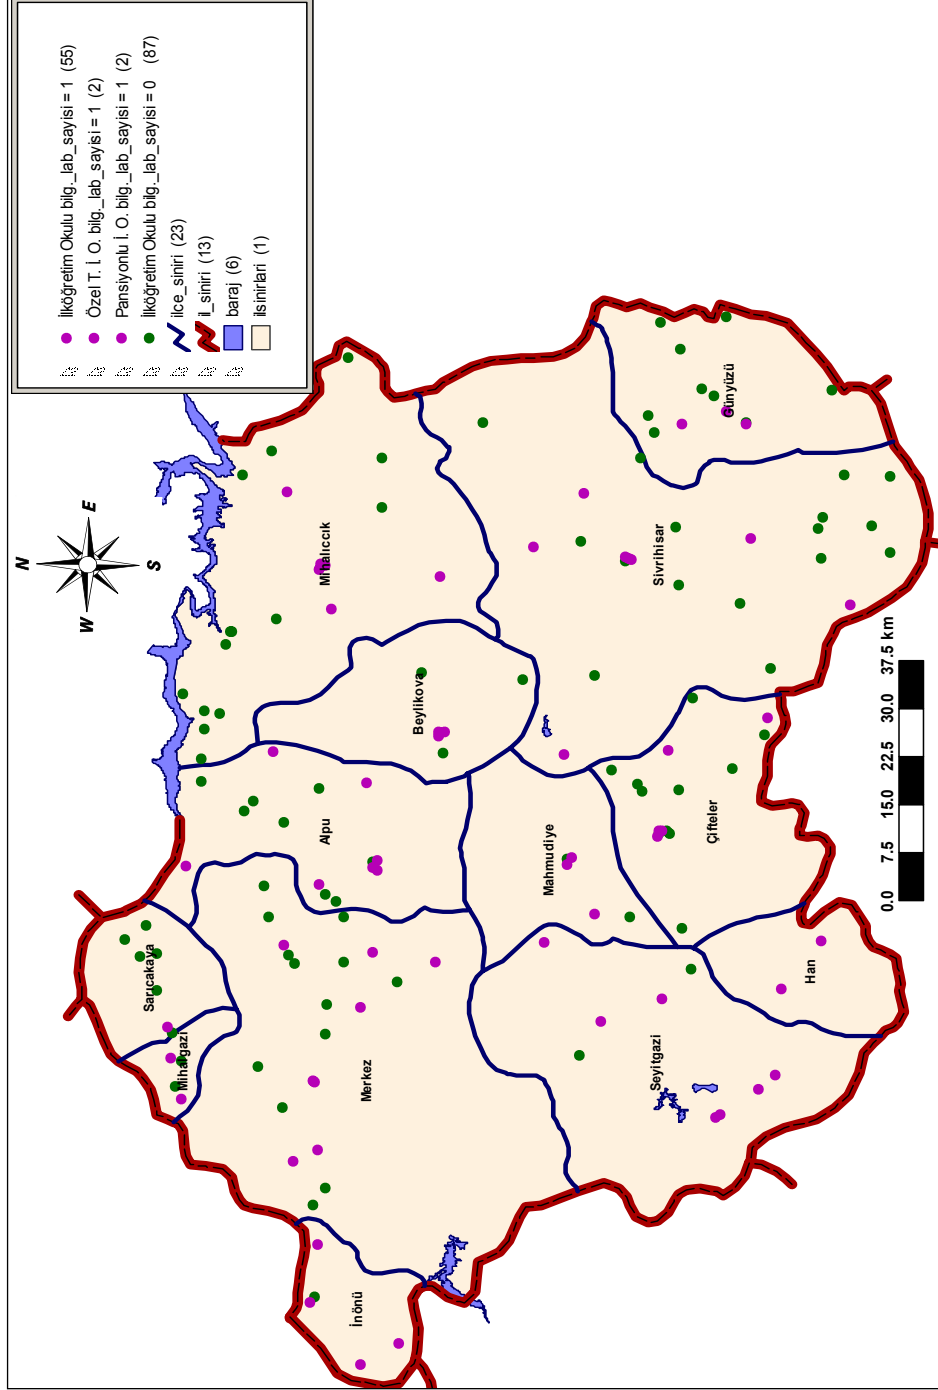 İlköğretim Okulu bilg._lab_sayisi = 1 (55)
Özel T. İ. O. bilg._lab_sayisi = 1 (2)
Pansiyonlu İ. O. bilg._lab_sayisi = 1 (2)
İlköğretim Okulu bilg._lab_sayisi = 0 (87)
ilce_siniri (23)
il_siniri (13)
baraj (6)
Ilsinirlari (1)
N
W
E
S
Sarıcakaya
Mihalgazi
Mihalıccık
Alpu
Beylikova
Merkez
İnönü
Günyüzü
Sivrihisar
Mahmudiye
Çifteler
Seyitgazi
Han
0.0 7.5 15.0 22.5 30.0 37.5 km